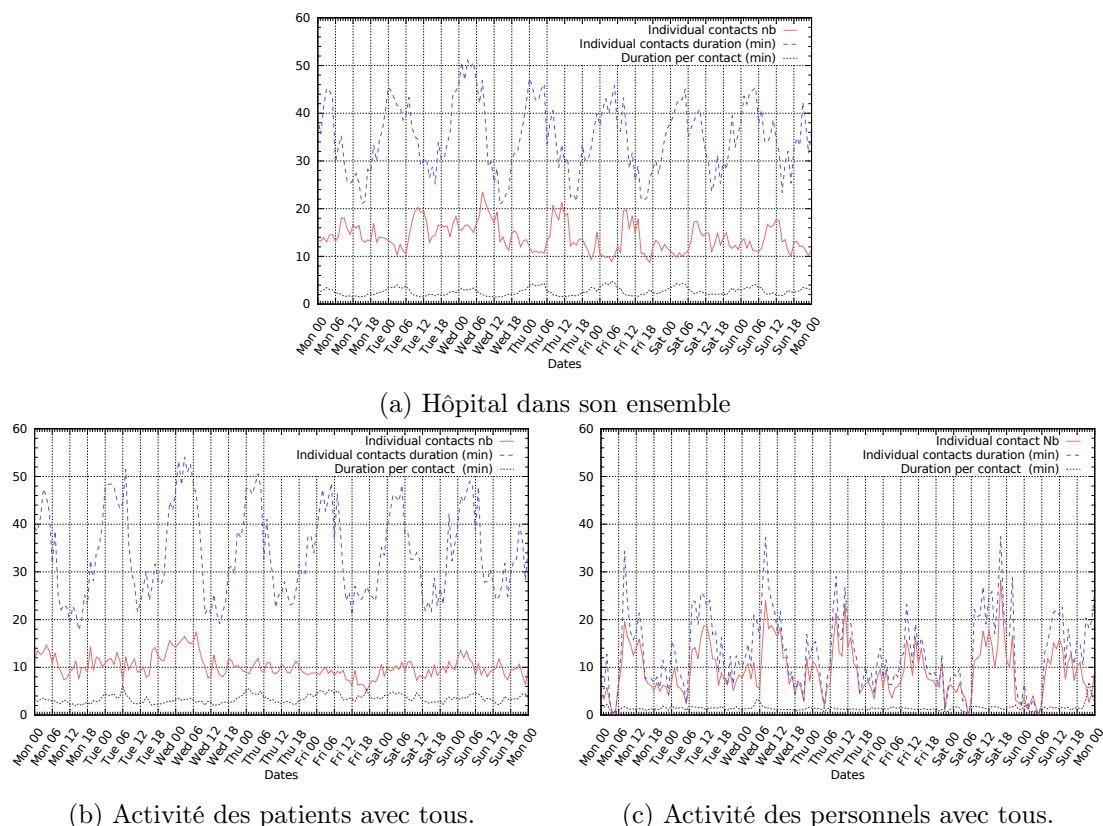 Individual contacts nb
Individual contacts duration (min)
Duration per contact (min)
60
50
40
30
20
10
0
Mon 00
Mon 06
Mon 12
Mon 18
Tue 00
Tue 06
Tue 12
Tue 18
Wed 00
Wed 06
Wed 12
Wed 18
Thu 00
Thu 06
Thu 12
Thu 18
Fri 00
Fri 06
Fri 12
Fri 18
Sat 00
Sat 06
Sat 12
Sat 18
Sun 00
Sun 06
Sun 12
Sun 18
Mon 00
Dates
(a) Hôpital dans son ensemble
Individual contacts nb
Individual contacts duration (min)
Duration per contact (min)
60
50
40
30
20
10
0
Mon 00
Mon 06
Mon 12
Mon 18
Tue 00
Tue 06
Tue 12
Tue 18
Wed 00
Wed 06
Wed 12
Wed 18
Thu 00
Thu 06
Thu 12
Thu 18
Fri 00
Fri 06
Fri 12
Fri 18
Sat 00
Sat 06
Sat 12
Sat 18
Sun 00
Sun 06
Sun 12
Sun 18
Mon 00
Dates
(b) Activité des patients avec tous.
Individual contact Nb
Individual contacts duration (min)
Duration per contact (min)
60
50
40
30
20
10
0
Mon 00
Mon 06
Mon 12
Mon 18
Tue 00
Tue 06
Tue 12
Tue 18
Wed 00
Wed 06
Wed 12
Wed 18
Thu 00
Thu 06
Thu 12
Thu 18
Fri 00
Fri 06
Fri 12
Fri 18
Sat 00
Sat 06
Sat 12
Sat 18
Sun 00
Sun 06
Sun 12
Sun 18
Mon 00
Dates
(c) Activité des personnels avec tous.